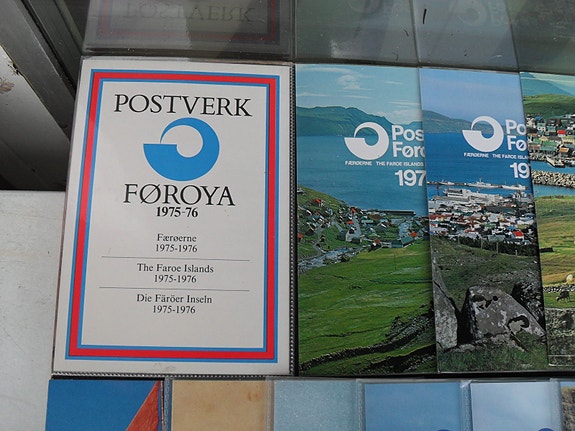 POSTVERK
FØROYA
1975-76
Færøerne
1975-1976
The Faroe Islands
1975-1976
Die Färöer Inseln
1975-1976
Pos
Før
FÆRØERNE THE FAROE ISLANDS
197
Po
Fø
FÆRØERNE THE FAROE ISLANDS
19